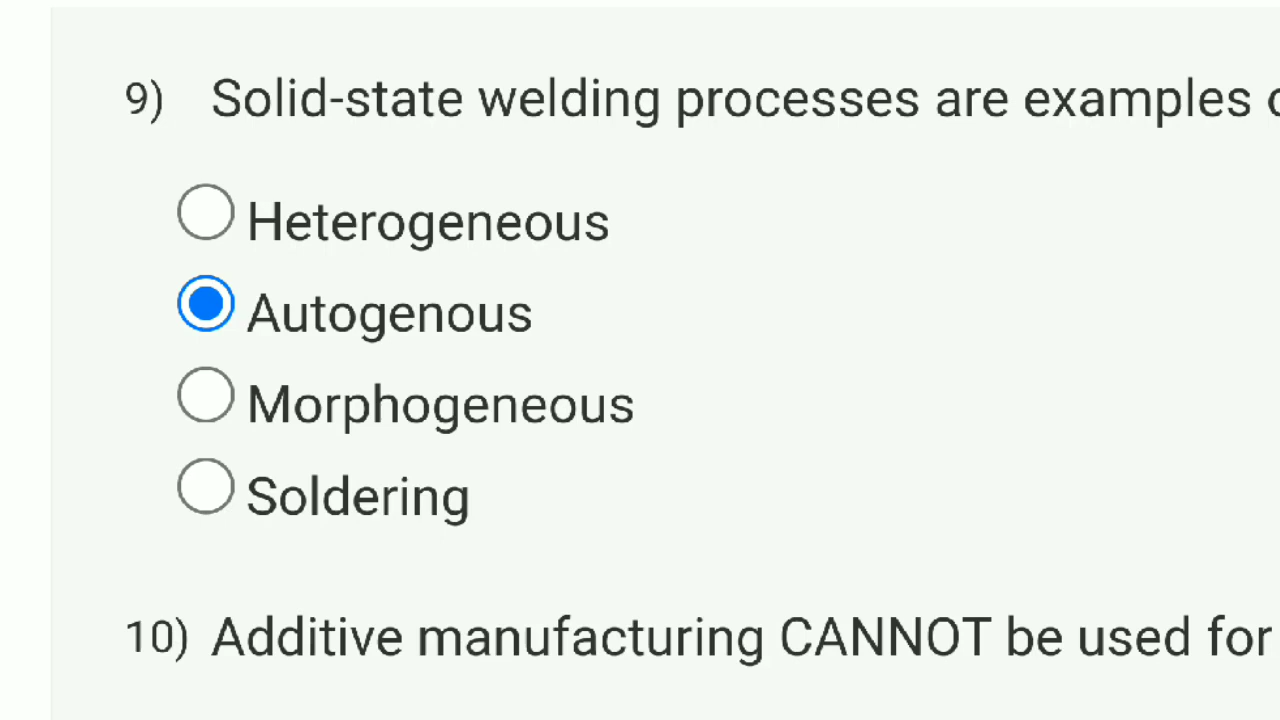 9) Solid-state welding processes are examples
Heterogeneous
Autogenous
Morphogeneous
Soldering
10) Additive manufacturing CANNOT be used for